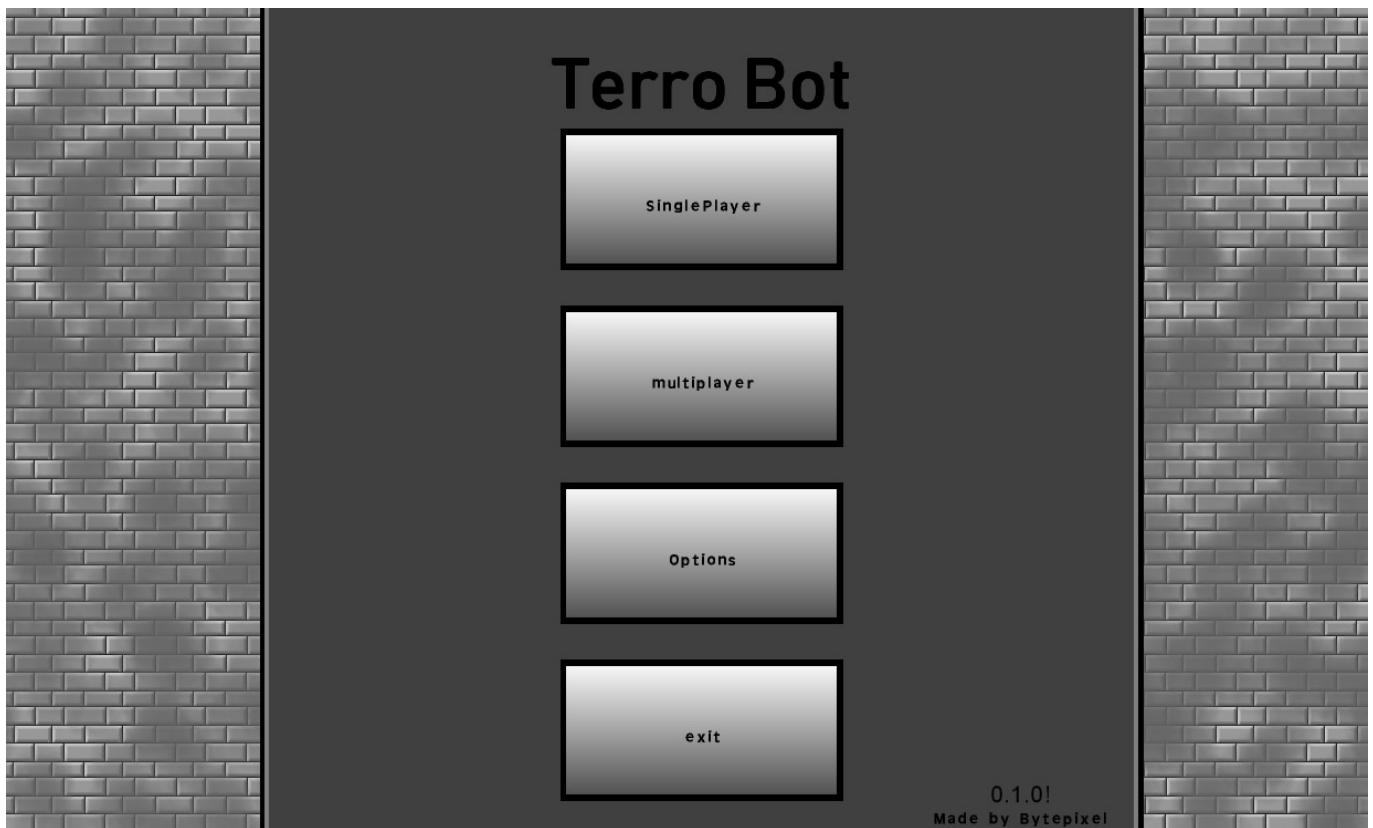 Terro Bot
SinglePlayer
multiplayer
Options
exit
0.1.0!
Made by Bytepixel